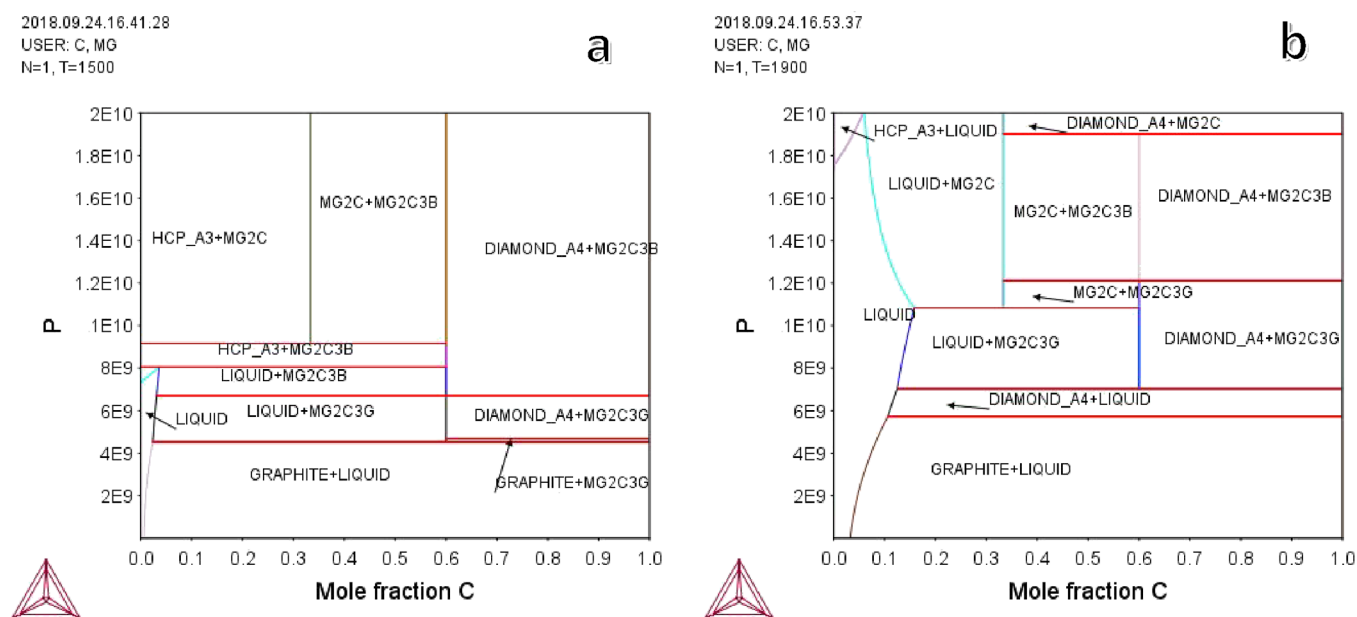 2018.09.24.16.41.28
USER: C, MG
N=1, T=1500
a
2E10
1.8E10
1.6E10
1.4E10
1.2E10
1E10
8E9
6E9
4E9
2E9
P
MG2C+MG2C3B
HCP_A3+MG2C
DIAMOND_A4+MG2C3B
HCP_A3+MG2C3B
LIQUID+MG2C3B
LIQUID
LIQUID+MG2C3G
DIAMOND_A4+MG2C3G
GRAPHITE+LIQUID
GRAPHITE+MG2C3G
0.0 0.1 0.2 0.3 0.4 0.5 0.6 0.7 0.8 0.9 1.0
Mole fraction C
2018.09.24.16.53.37
USER: C, MG
N=1, T=1900
b
2E10
1.8E10
1.6E10
1.4E10
1.2E10
1E10
8E9
6E9
4E9
2E9
P
HCP_A3+LIQUID
DIAMOND_A4+MG2C
LIQUID+MG2C
MG2C+MG2C3B
DIAMOND_A4+MG2C3B
MG2C+MG2C3G
LIQUID
LIQUID+MG2C3G
DIAMOND_A4+MG2C3G
DIAMOND_A4+LIQUID
GRAPHITE+LIQUID
0.0 0.1 0.2 0.3 0.4 0.5 0.6 0.7 0.8 0.9 1.0
Mole fraction C